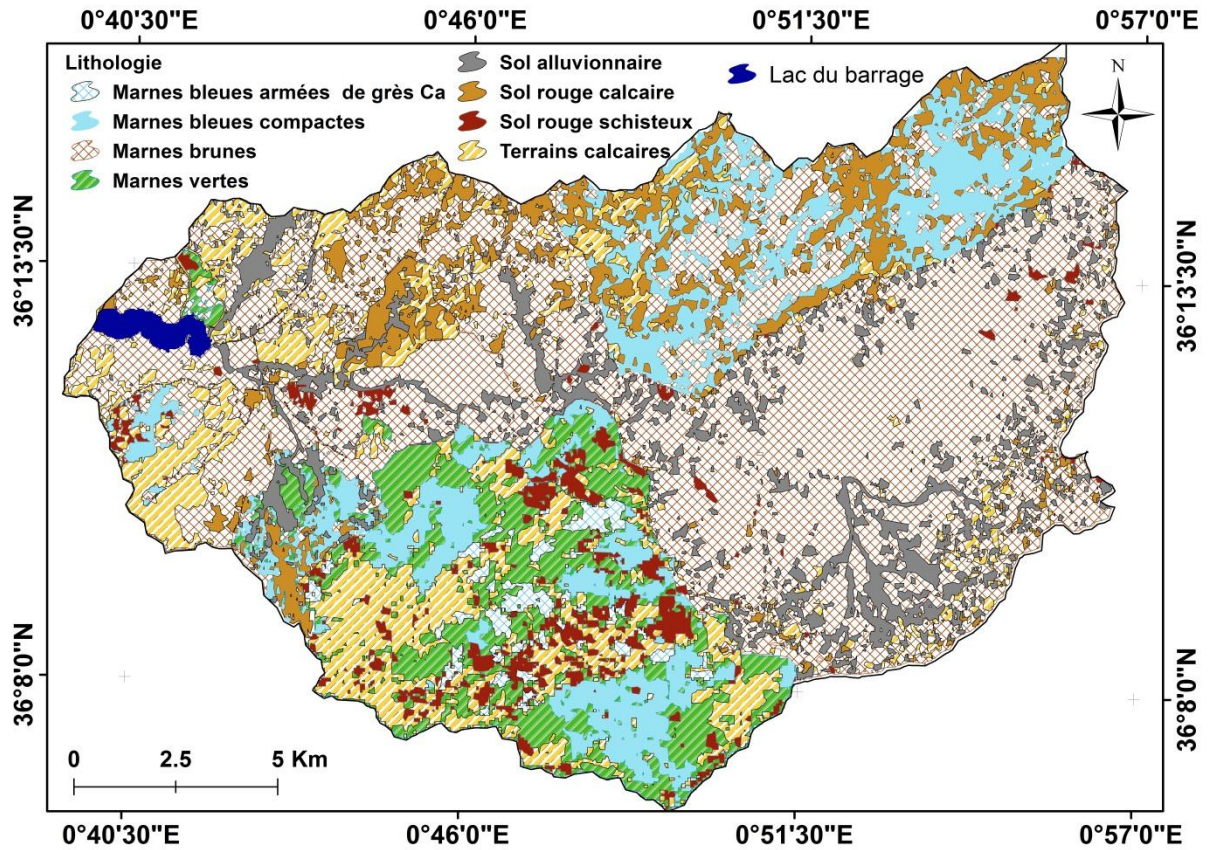 0°40'30"E 0°46'0"E 0°51'30"E 0°57'0"E
Lithologie
Marnes bleues armées de grès Ca
Marnes bleues compactes
Marnes brunes
Marnes vertes
Sol alluvionnaire
Sol rouge calcaire
Sol rouge schisteux
Terrains calcaires
Lac du barrage
N
36°13'30"N
36°13'30"N
36°8'0"N
36°8'0"N
0 2.5 5 Km
0°40'30"E 0°46'0"E 0°51'30"E 0°57'0"E